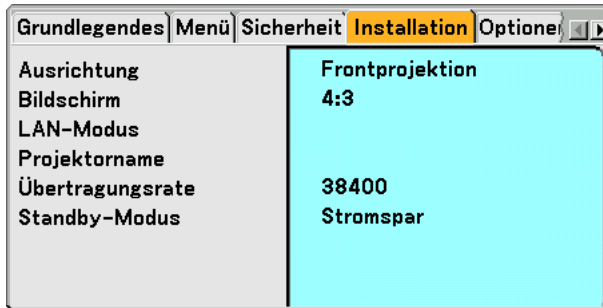 Grundlegendes Menü Sicherheit Installation
Ausrichtung Frontprojektion
Bildschirm 4:3
LAN-Modus
Projektorname
Übertragungsrate 38400
Standby-Modus Stromspar